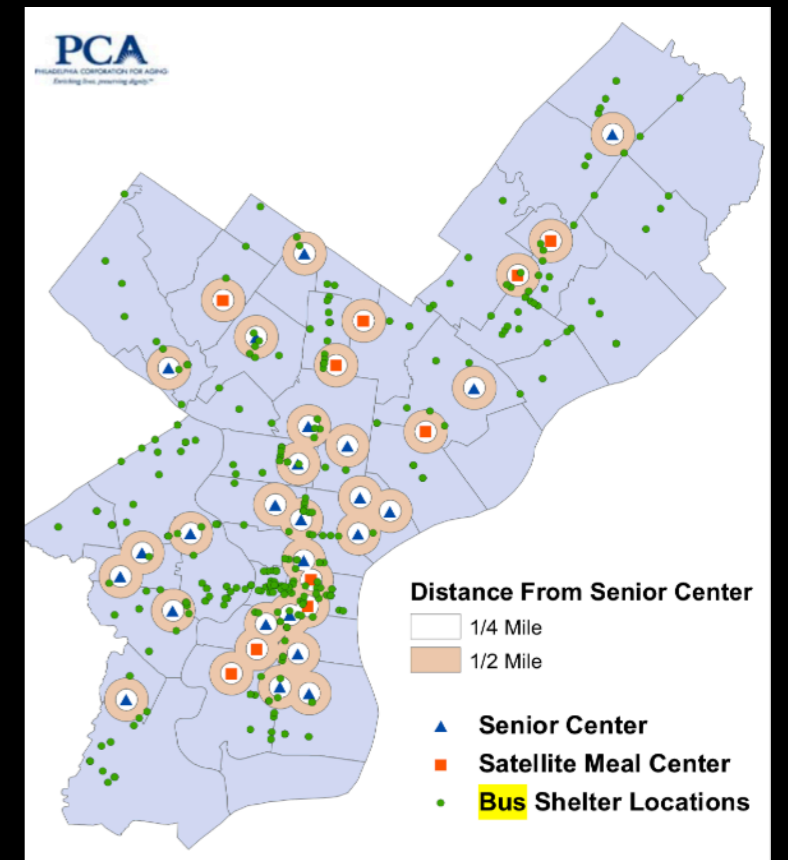 PCA
PHILADELPHIA CORPORATION FOR AGING
Enriching lives, preserving dignity.™
Distance From Senior Center
1/4 Mile
1/2 Mile
Senior Center
Satellite Meal Center
Bus Shelter Locations